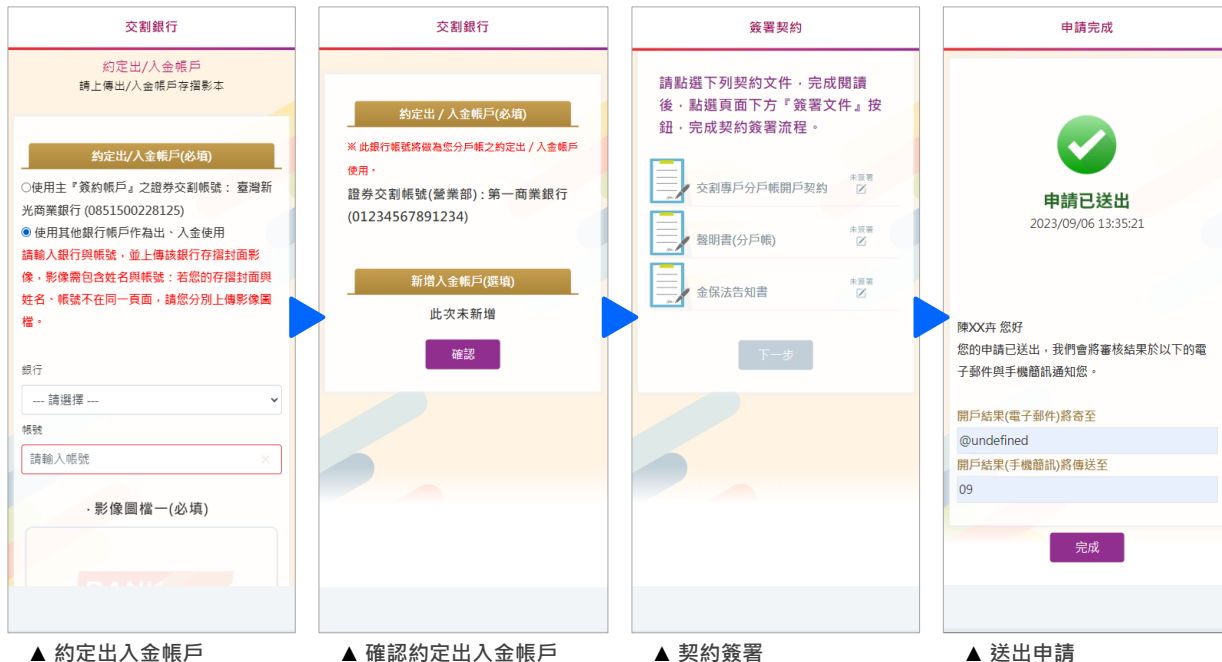 交割銀行
約定出/入金帳戶
請上傳出/入金帳戶存摺影本
約定出/入金帳戶(必填)
使用主『簽約帳戶』之證券交割帳號： 臺灣新
光商業銀行 (0851500228125)
使用其他銀行帳戶作為出、入金使用
請輸入銀行與帳號，並上傳該銀行存摺封面影
像，影像需包含姓名與帳號；若您的存摺封面與
姓名、帳號不在同一頁面，請您分別上傳影像圖
檔。
銀行
--- 請選擇 ---
帳號
請輸入帳號
·影像圖檔一(必填)
BANK
▲ 約定出入金帳戶
交割銀行
約定出 / 入金帳戶(必填)
※ 此銀行帳號將做為您分戶帳之約定出 / 入金帳戶
使用。
證券交割帳號(營業部) : 第一商業銀行
(01234567891234)
新增入金帳戶(選填)
此次未新增
確認
▲ 確認約定出入金帳戶
簽署契約
請點選下列契約文件，完成閱讀
後，點選頁面下方『簽署文件』按
鈕，完成契約簽署流程。
交割專戶分戶帳開戶契約
未簽署
聲明書(分戶帳)
未簽署
金保法告知書
未簽署
下一步
▲ 契約簽署
申請完成
申請已送出
2023/09/06 13:35:21
陳XX卉 您好
您的申請已送出，我們會將審核結果於以下的電
子郵件與手機簡訊通知您。
開戶結果(電子郵件)將寄至
@undefined
開戶結果(手機簡訊)將傳送至
09
完成
▲ 送出申請